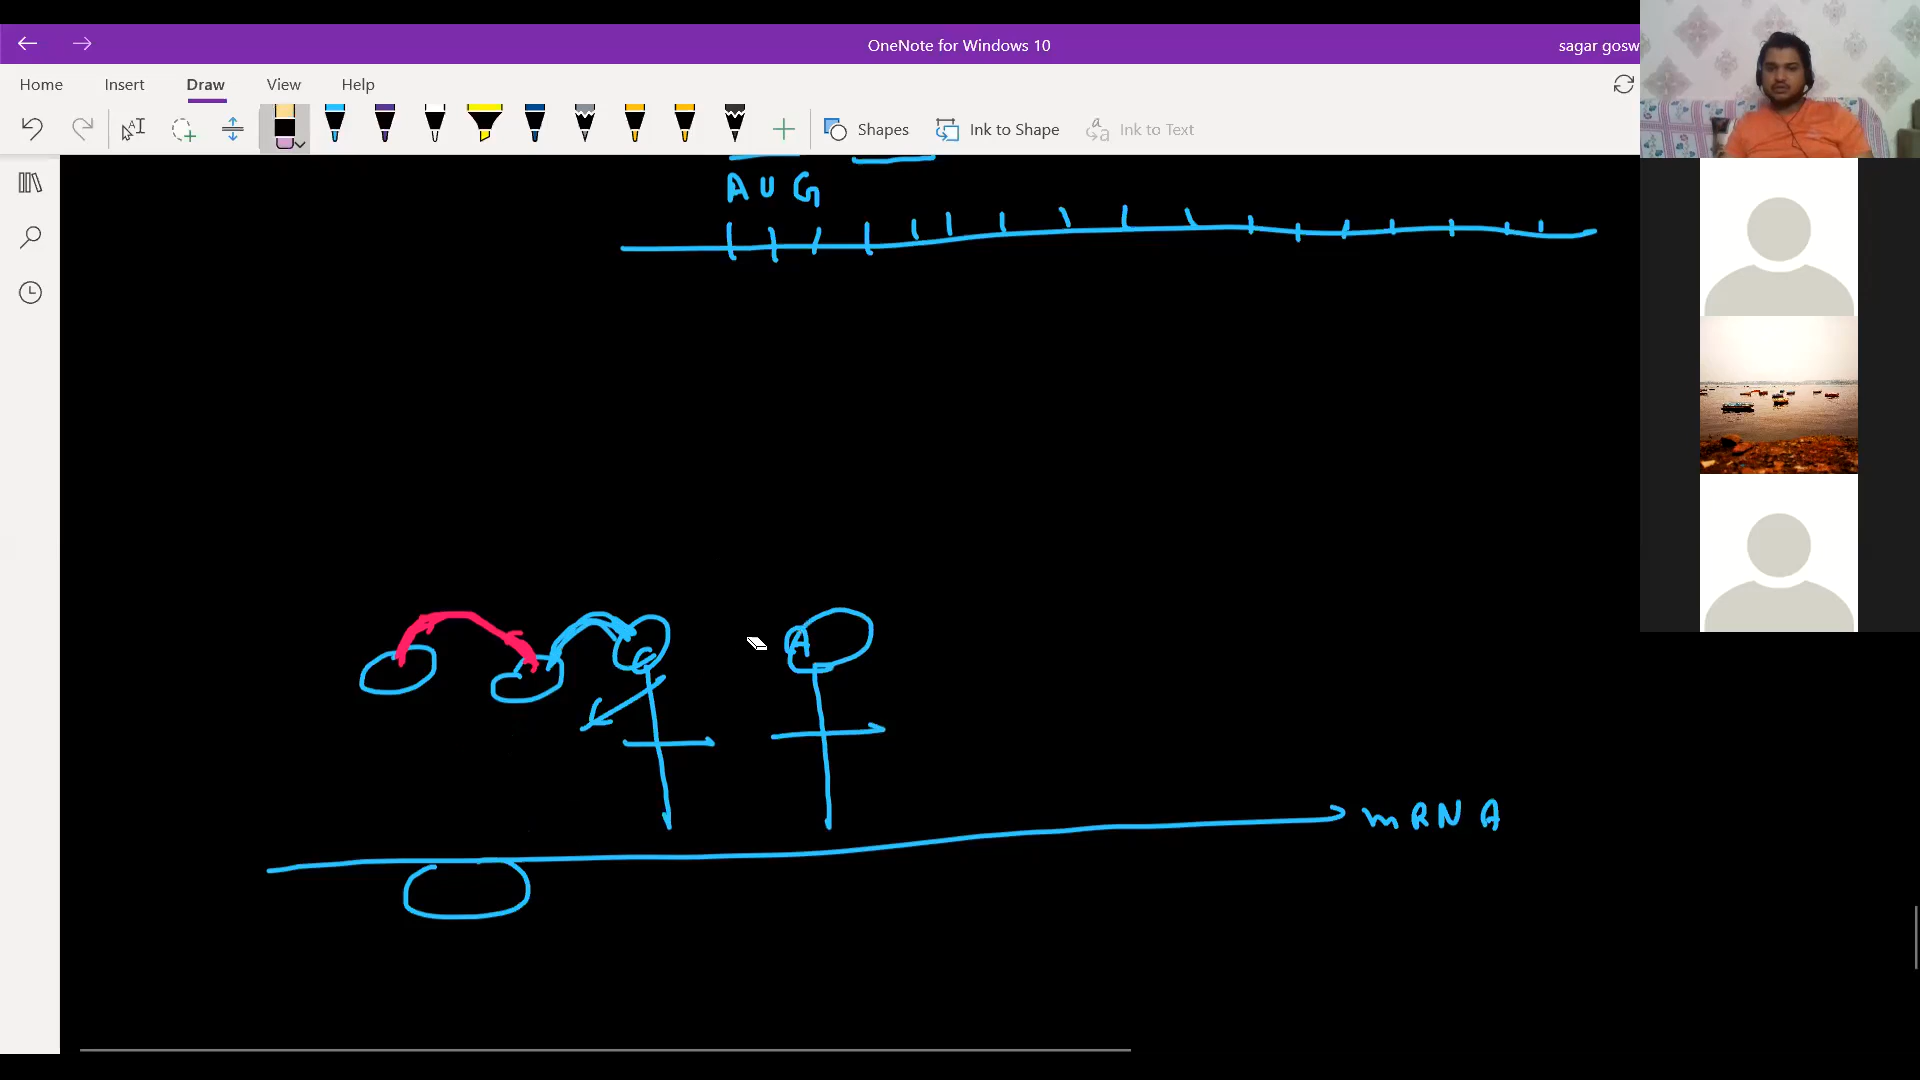 OneNote for Windows 10
sagar gosw
Home Insert Draw View Help
Shapes Ink to Shape Ink to Text
A U G
A
mRNA